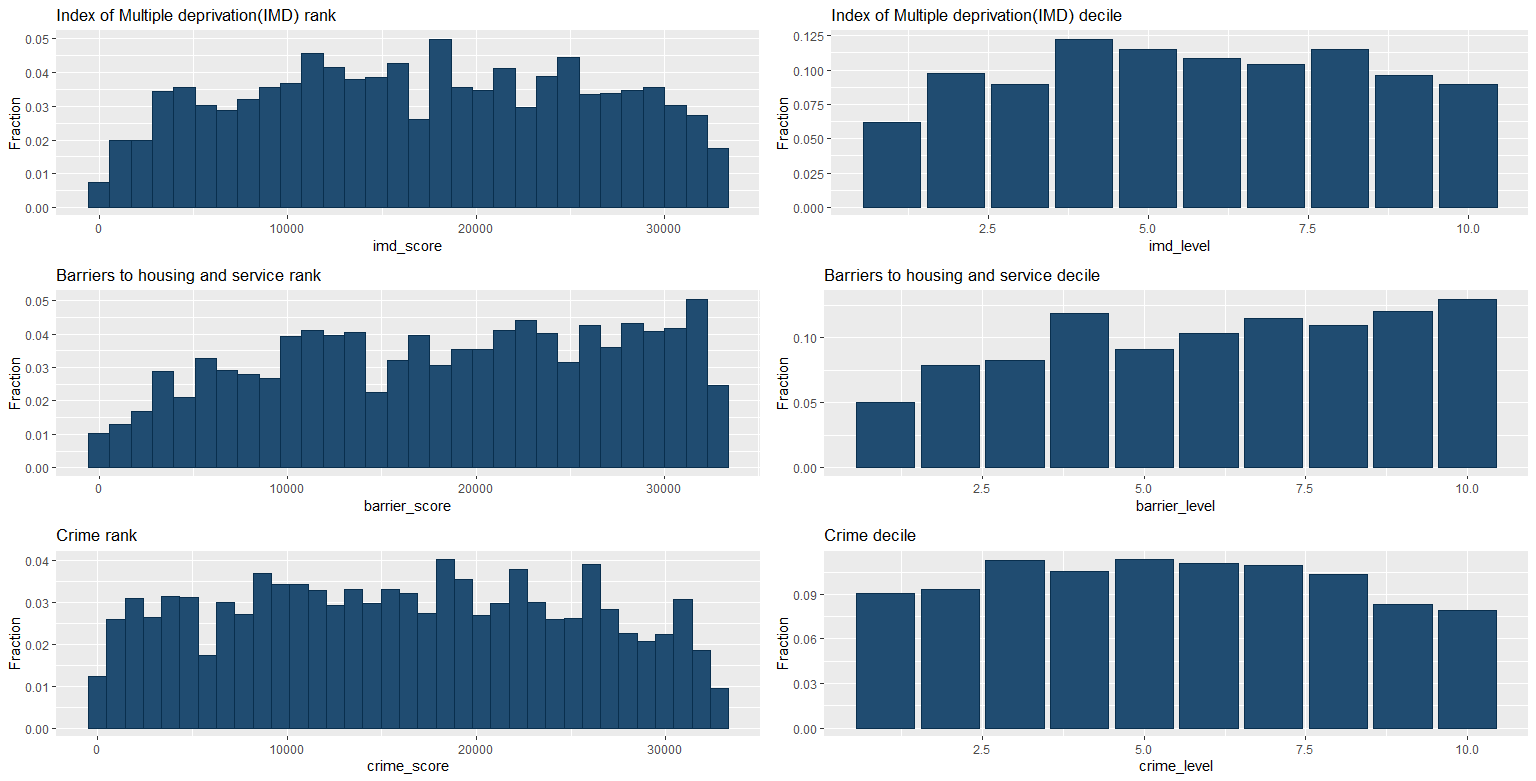 Index of Multiple deprivation(IMD) rank
Fraction
0.05
0.04
0.03
0.02
0.01
0.00
0 10000 20000 30000
imd_score
Index of Multiple deprivation(IMD) decile
Fraction
0.125
0.100
0.075
0.050
0.025
0.000
2.5 5.0 7.5 10.0
imd_level
Barriers to housing and service rank
Fraction
0.05
0.04
0.03
0.02
0.01
0.00
0 10000 20000 30000
barrier_score
Barriers to housing and service decile
Fraction
0.10
0.05
0.00
2.5 5.0 7.5 10.0
barrier_level
Crime rank
Fraction
0.04
0.03
0.02
0.01
0.00
0 10000 20000 30000
crime_score
Crime decile
Fraction
0.09
0.06
0.03
0.00
2.5 5.0 7.5 10.0
crime_level